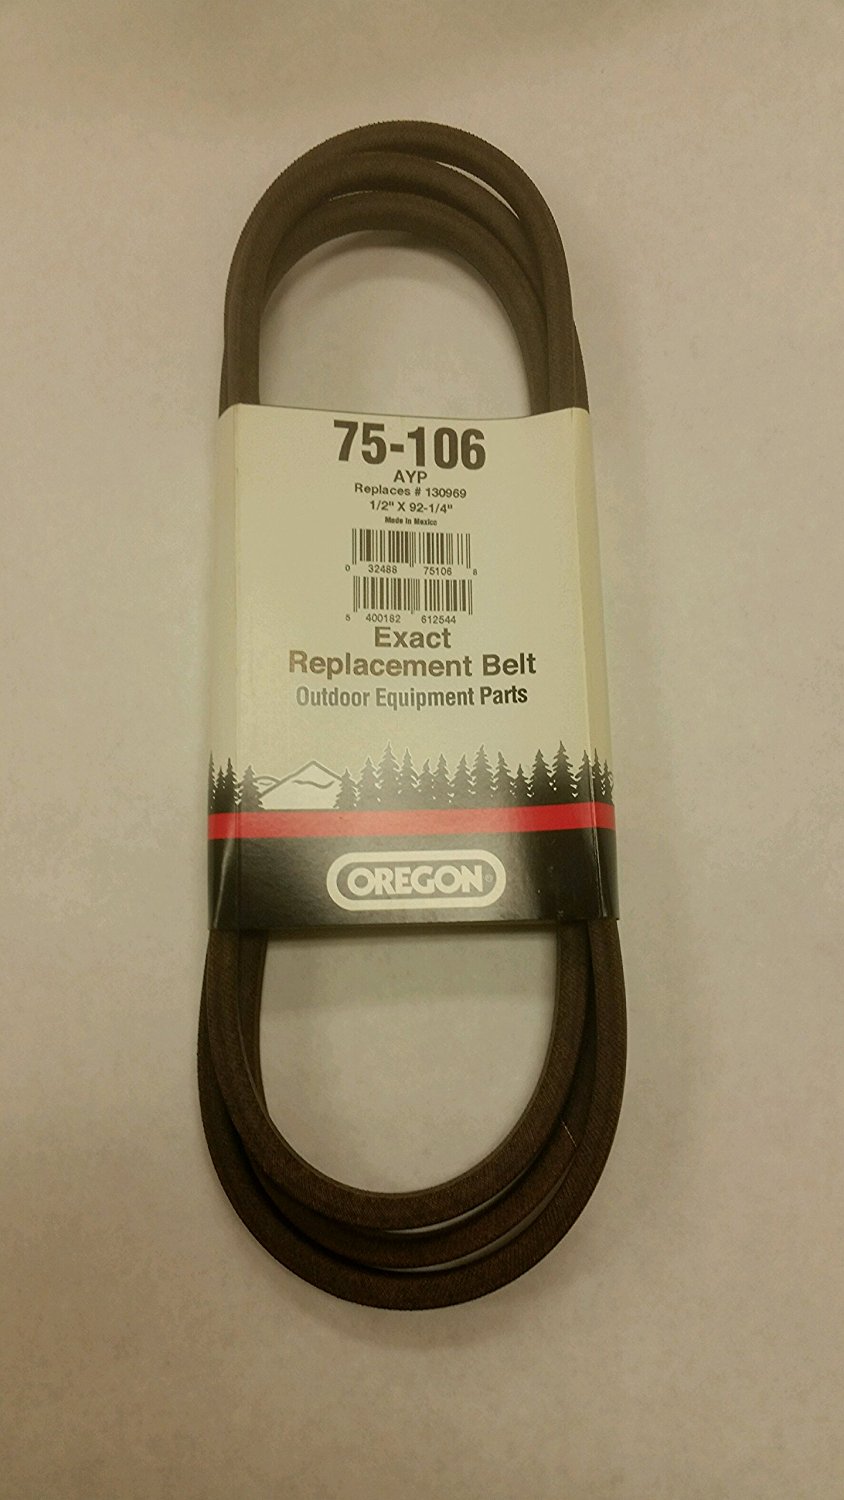 75-106
AYP
Replaces # 130969
1/2" X 92-1/4"
Made in Mexico
0 32488 75106 8
5 400182 612544
Exact
Replacement Belt
Outdoor Equipment Parts
OREGON®